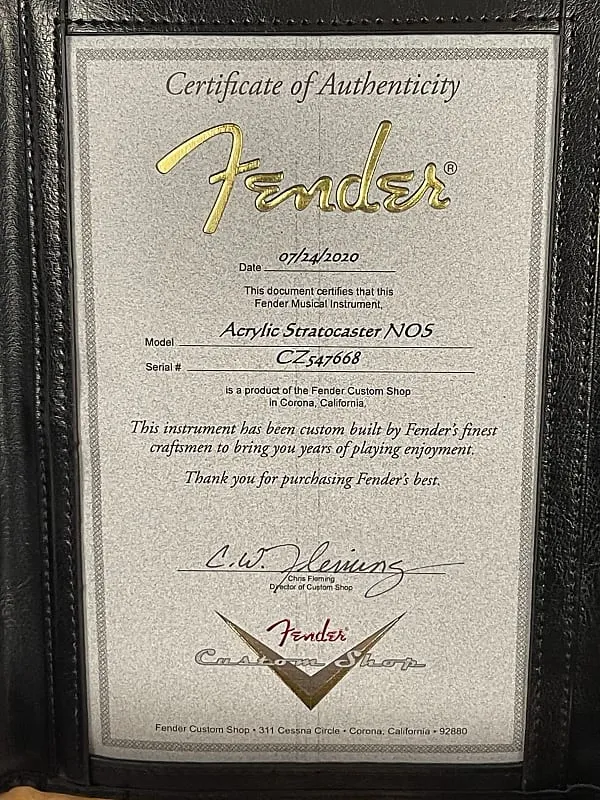 Certificate of Authenticity
Fender®
Date 07/24/2020
This document certifies that this
Fender Musical Instrument,
Model Acrylic Stratocaster NOS
Serial # CZ547668
is a product of the Fender Custom Shop
in Corona, California.
This instrument has been custom built by Fender's finest
craftsmen to bring you years of playing enjoyment.
Thank you for purchasing Fender's best.
C.W. Fleming
Chris Fleming
Director of Custom Shop
Fender
Custom Shop
Fender Custom Shop • 311 Cessna Circle • Corona, California • 92880